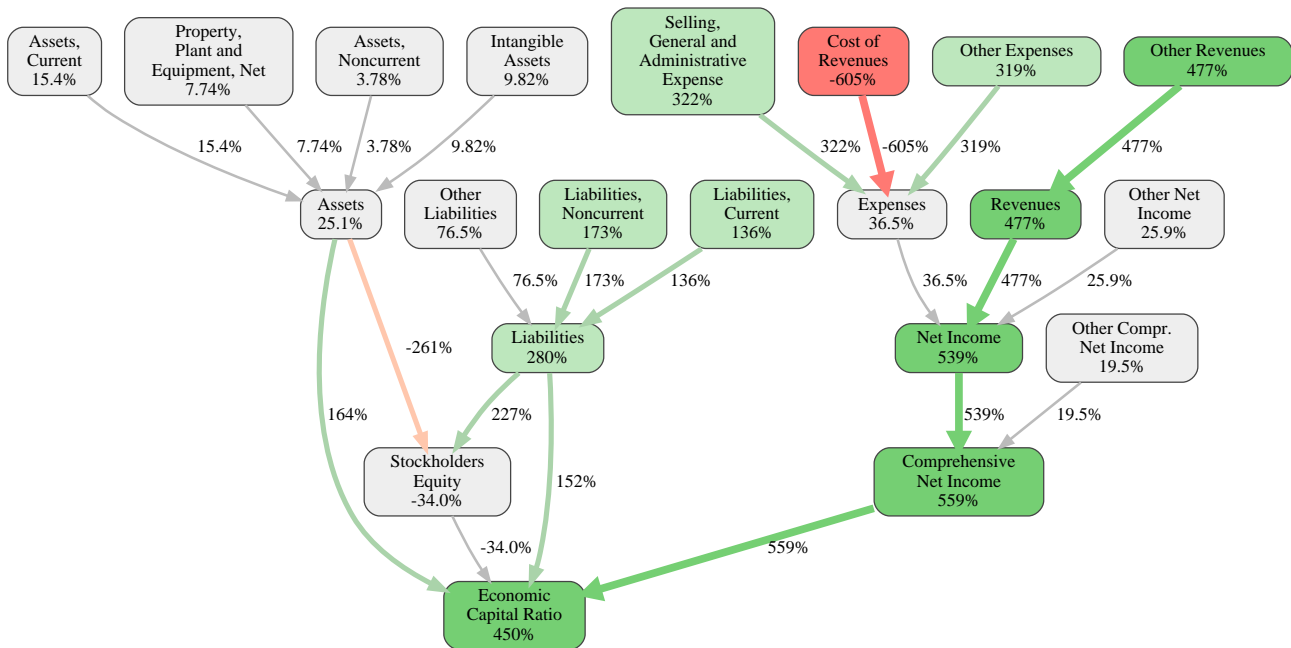 Assets,
Current
15.4%
Property,
Plant and
Equipment, Net
7.74%
Assets,
Noncurrent
3.78%
Intangible
Assets
9.82%
Selling,
General and
Administrative
Expense
322%
Cost of
Revenues
-605%
Other Expenses
319%
Other Revenues
477%
15.4%
7.74%
3.78%
9.82%
322%
-605%
319%
477%
Assets
25.1%
Other
Liabilities
76.5%
Liabilities,
Noncurrent
173%
Liabilities,
Current
136%
Expenses
36.5%
Revenues
477%
Other Net
Income
25.9%
76.5%
173%
136%
36.5%
477%
25.9%
-261%
Liabilities
280%
Net Income
539%
Other Compr.
Net Income
19.5%
164%
227%
539%
19.5%
Stockholders
Equity
-34.0%
152%
Comprehensive
Net Income
559%
-34.0%
559%
Economic
Capital Ratio
450%